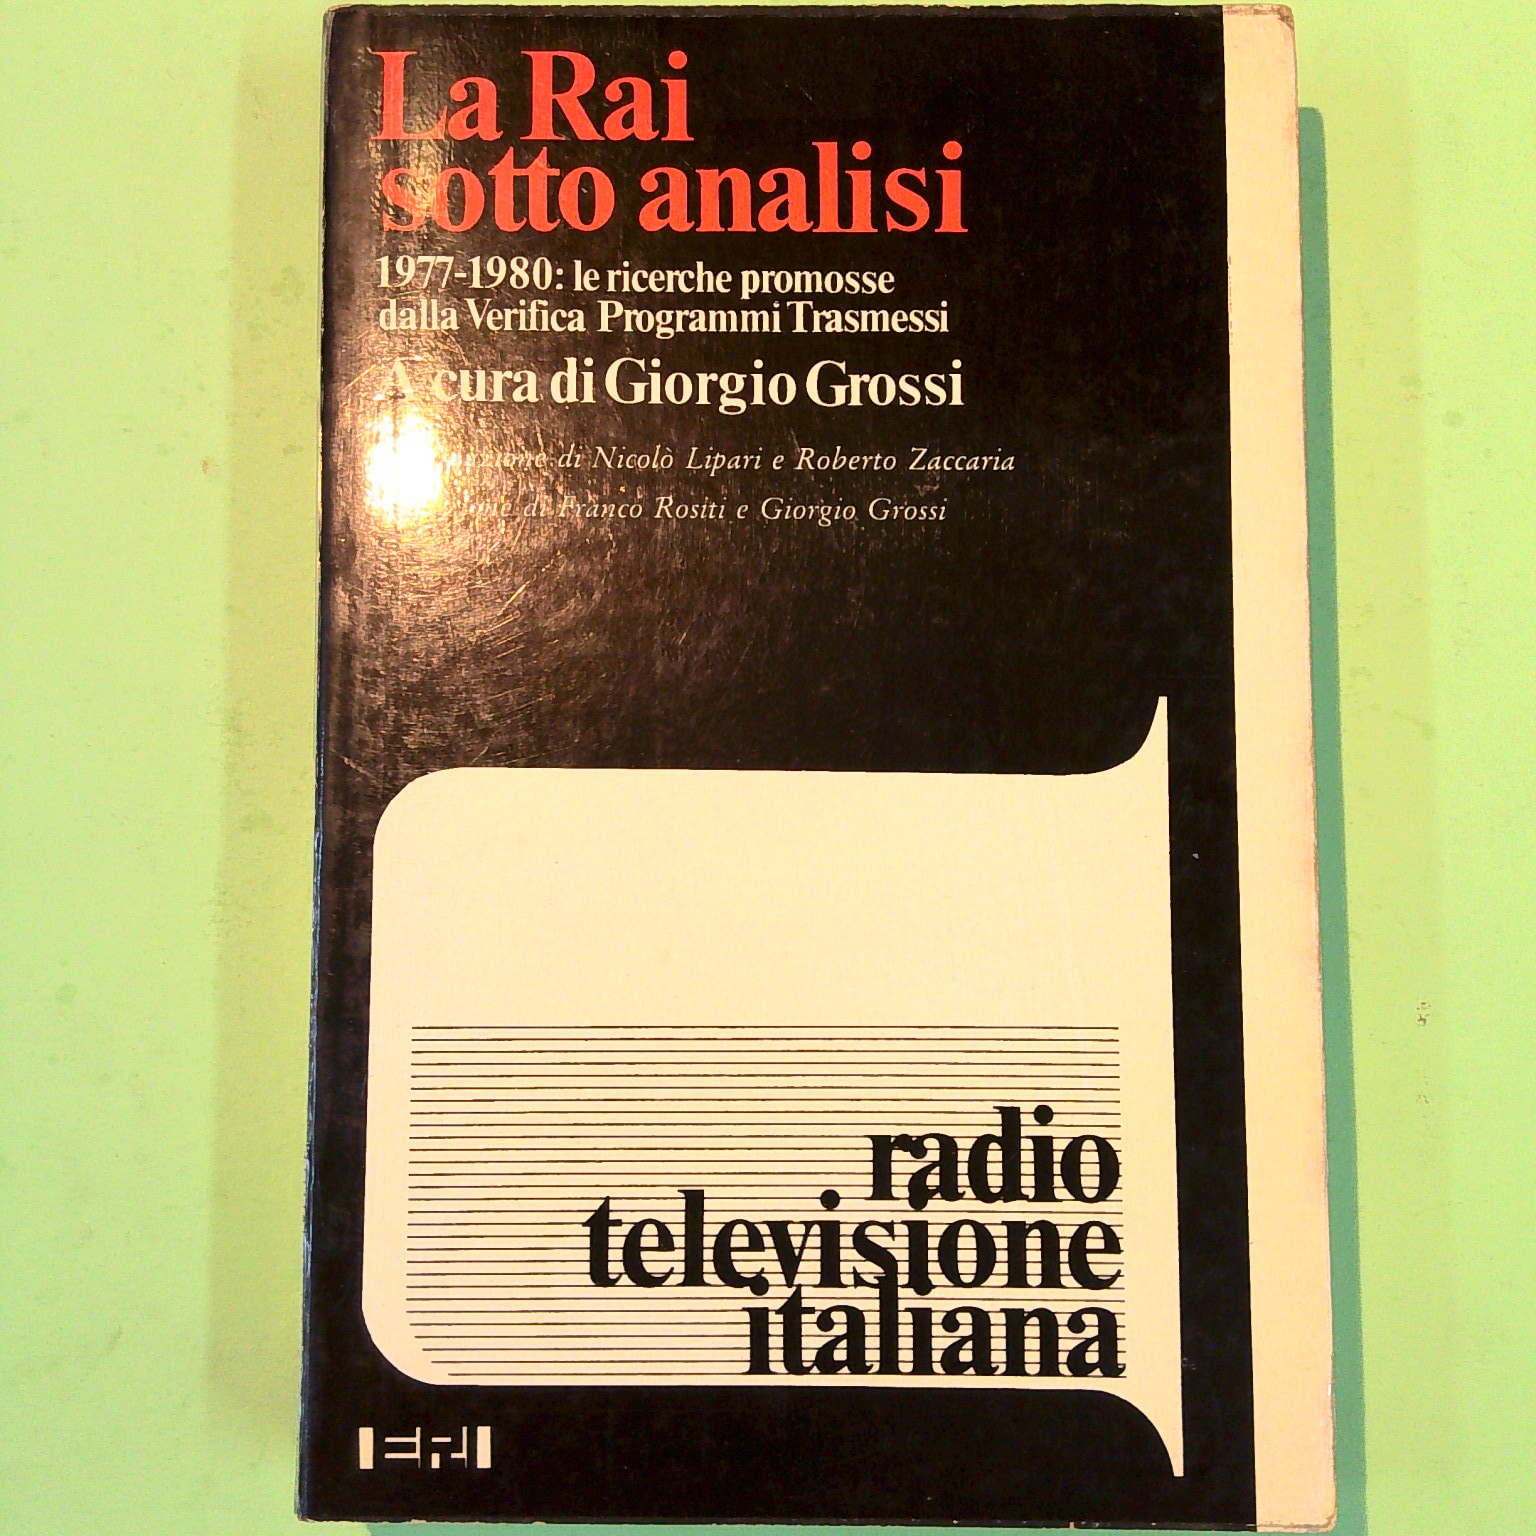 La Rai
sotto analisi
1977-1980: le ricerche promosse
dalla Verifica Programmi Trasmessi
A cura di Giorgio Grossi
di Nicolò Lipari e Roberto Zaccaria
di Franco Rositi e Giorgio Grossi
radio
televisione
italiana
ERI